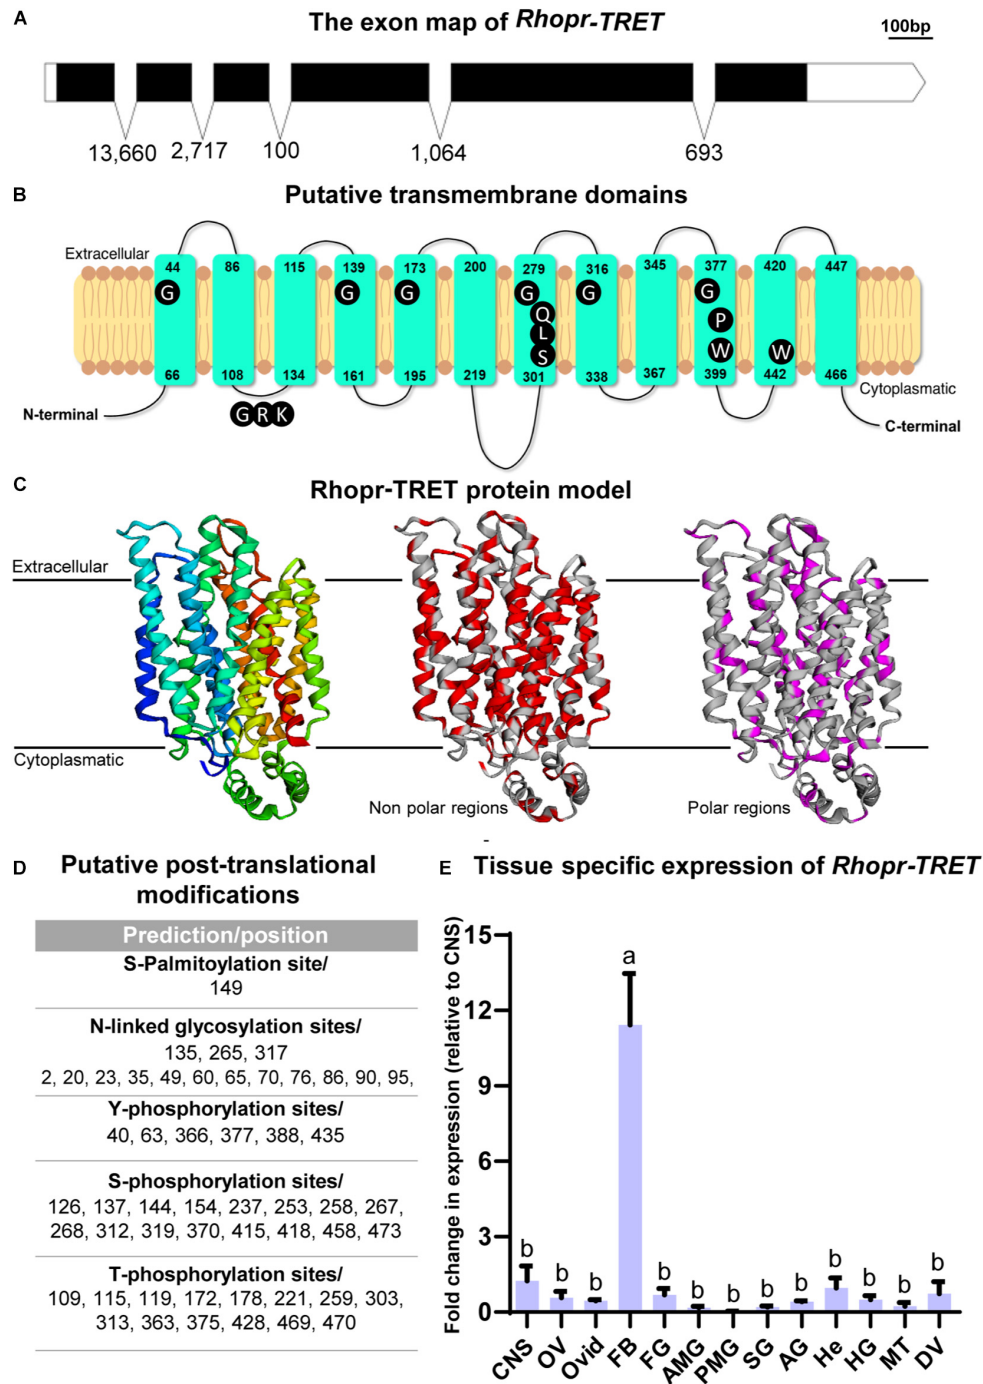 A
The exon map of Rhopr-TRET
100bp
13,660 2,717 100 1,064 693
B
Putative transmembrane domains
Extracellular
44 86 115 139 173 200 279 316 345 377 420 447
G G G G G G
Q
P
L
W W
S
66 108 134 161 195 219 301 338 367 399 442 466
Cytoplasmatic
N-terminal
G R K
C-terminal
C
Rhopr-TRET protein model
Extracellular
Cytoplasmatic
Non polar regions
Polar regions
D
Putative post-translational
modifications
Prediction/position
S-Palmitoylation site/
149
N-linked glycosylation sites/
135, 265, 317
2, 20, 23, 35, 49, 60, 65, 70, 76, 86, 90, 95,
Y-phosphorylation sites/
40, 63, 366, 377, 388, 435
S-phosphorylation sites/
126, 137, 144, 154, 237, 253, 258, 267,
268, 312, 319, 370, 415, 418, 458, 473
T-phosphorylation sites/
109, 115, 119, 172, 178, 221, 259, 303,
313, 363, 375, 428, 469, 470
E
Tissue specific expression of Rhopr-TRET
Fold change in expression (relative to CNS)
15
12
9
6
3
0
b b b a b b b b b b b b b
CNS OV Ovid FB FG AMG PMG SG AG He HG MT DV